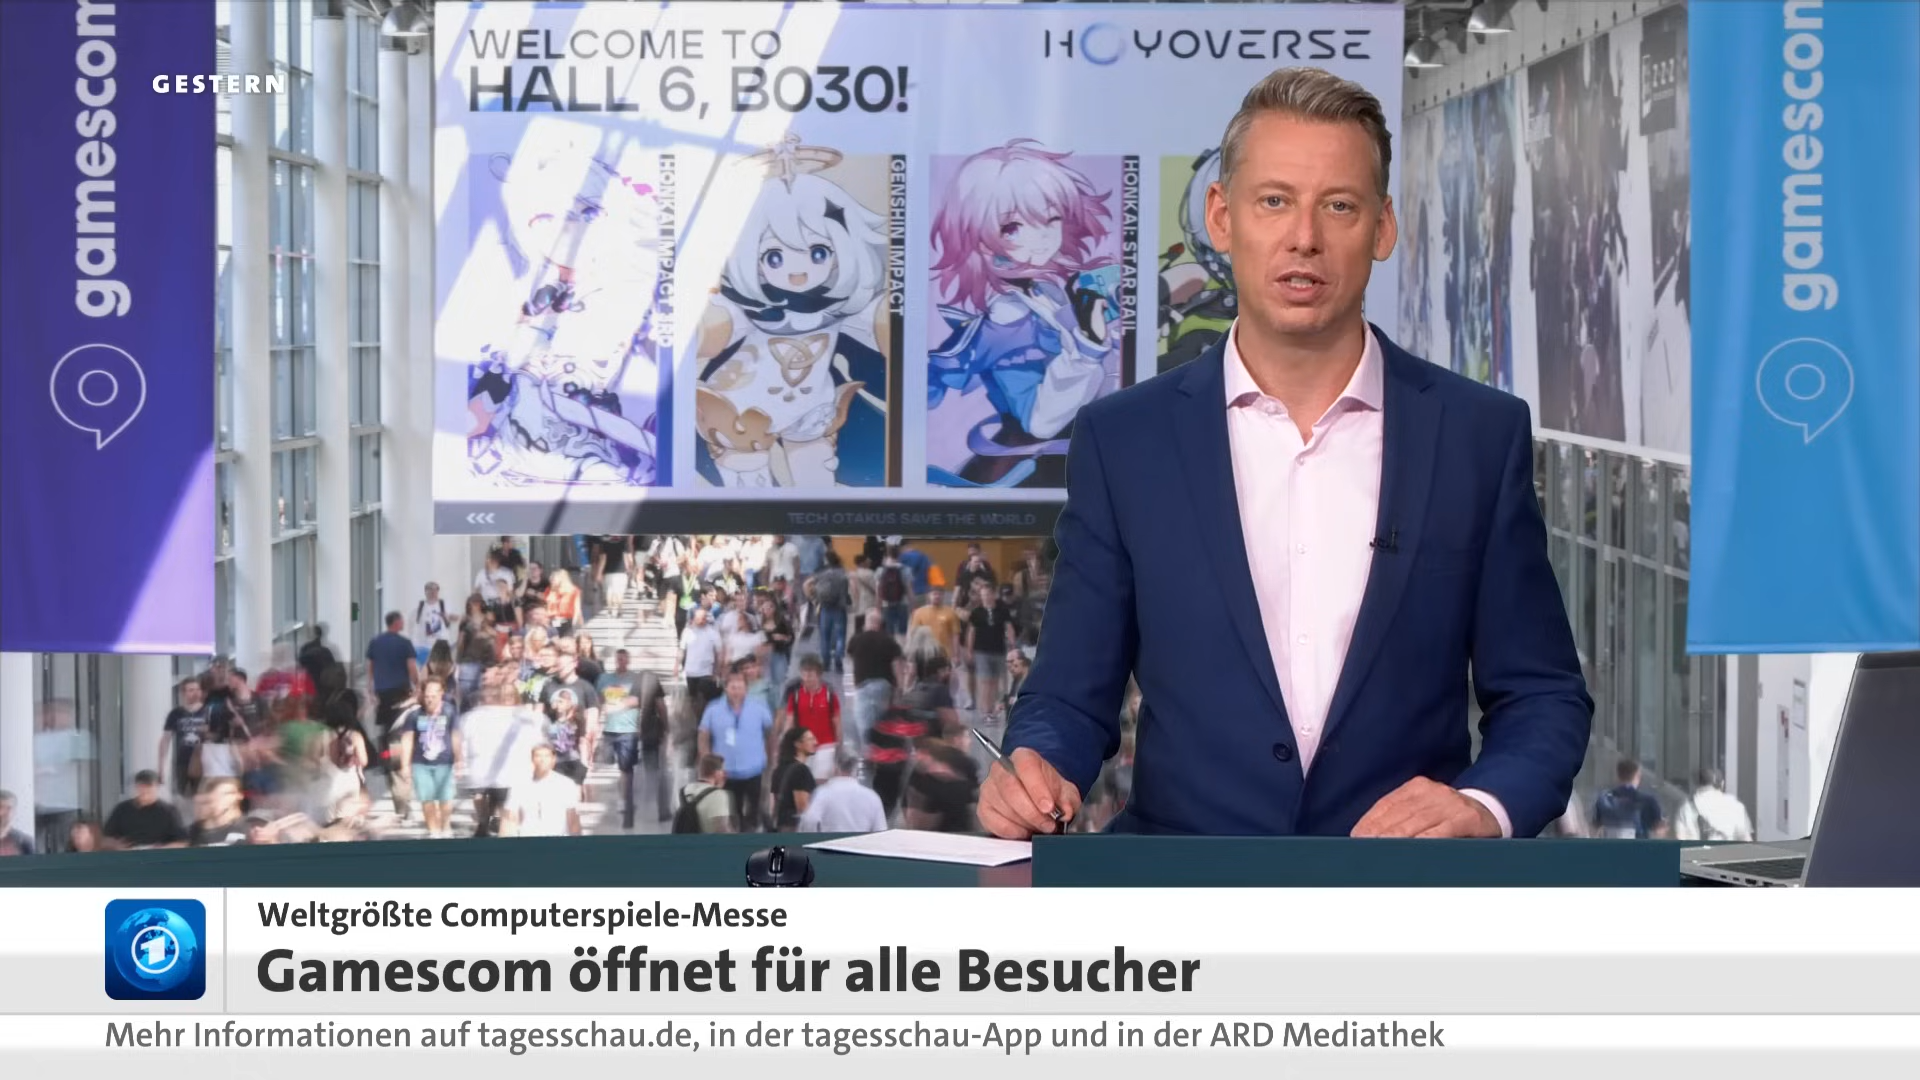 gamescom
GESTERN
WELCOME TO
HALL 6, B030!
HOYOVERSE
HONKAI IMPACT 3RD
GENSHIN IMPACT
HONKAI: STAR RAIL
<<< TECH OTAKUS SAVE THE WORLD
gamescom
1
Weltgrößte Computerspiele-Messe
Gamescom öffnet für alle Besucher
Mehr Informationen auf tagesschau.de, in der tagesschau-App und in der ARD Mediathek